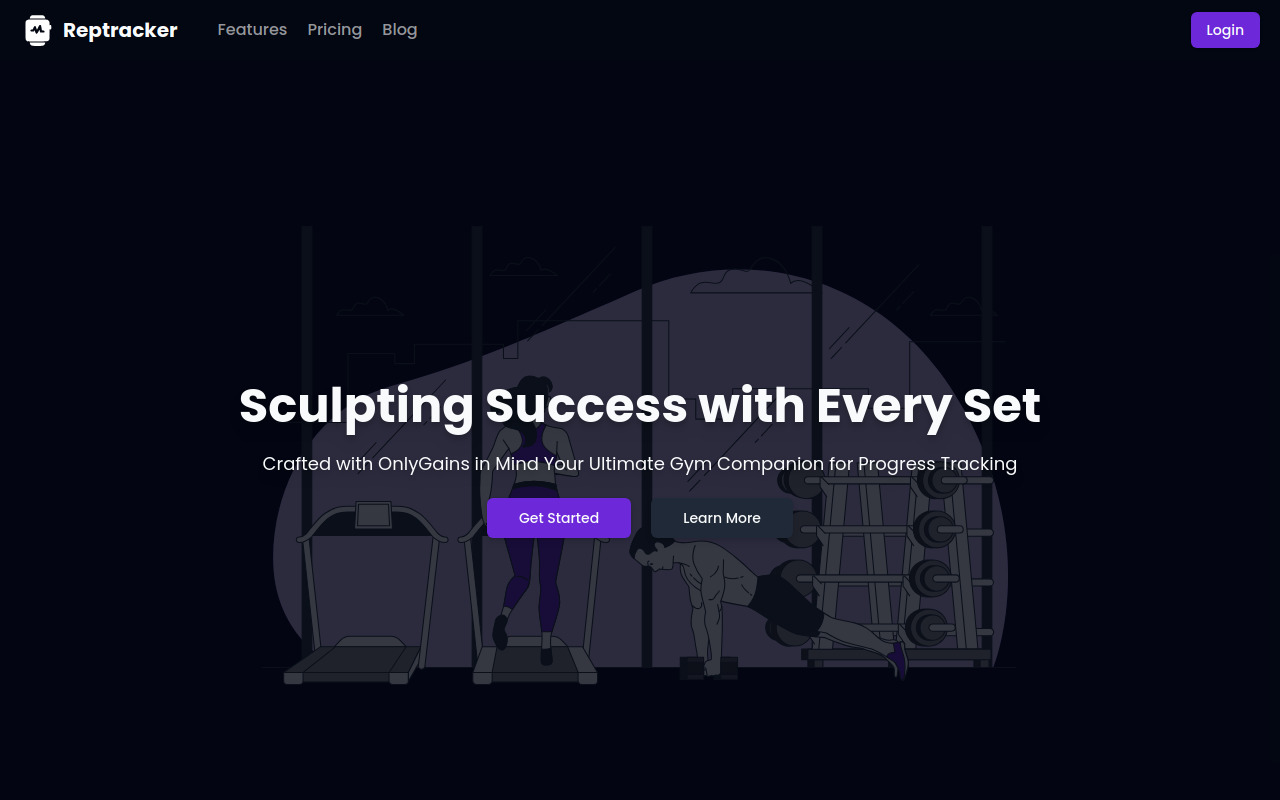 Reptracker
Features
Pricing
Blog
Login
Sculpting Success with Every Set
Crafted with OnlyGains in Mind Your Ultimate Gym Companion for Progress Tracking
Get Started
Learn More